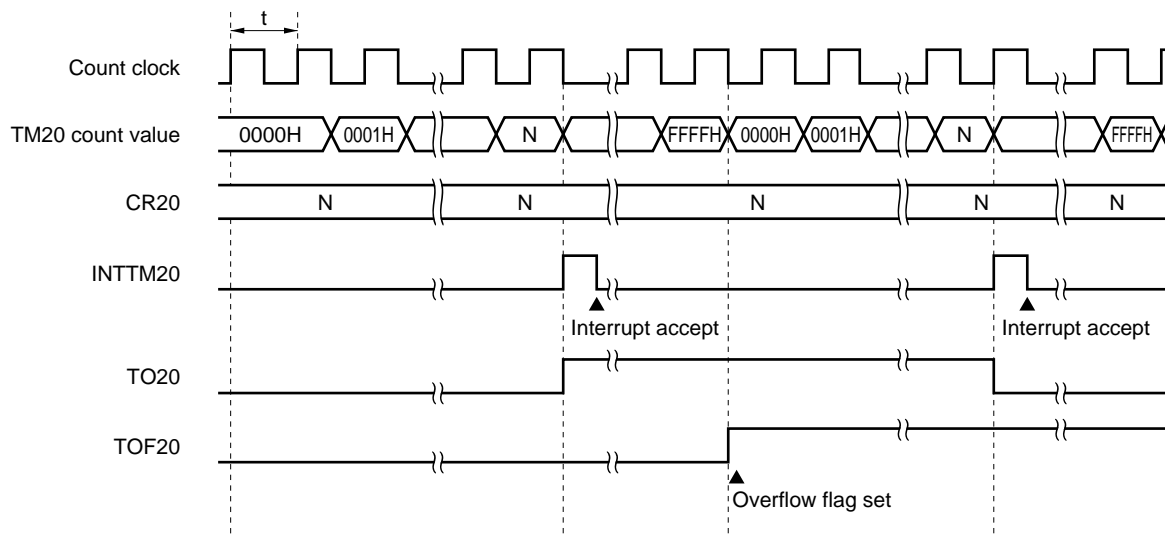 t
Count clock
TM20 count value 0000H 0001H N FFFFH 0000H 0001H N FFFFH
CR20 N N N N N
INTTM20
Interrupt accept Interrupt accept
TO20
TOF20
Overflow flag set